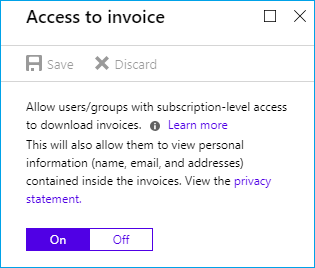 Access to invoice
Save Discard
Allow users/groups with subscription-level access
to download invoices. Learn more
This will also allow them to view personal
information (name, email, and addresses)
contained inside the invoices. View the privacy
statement.
On Off